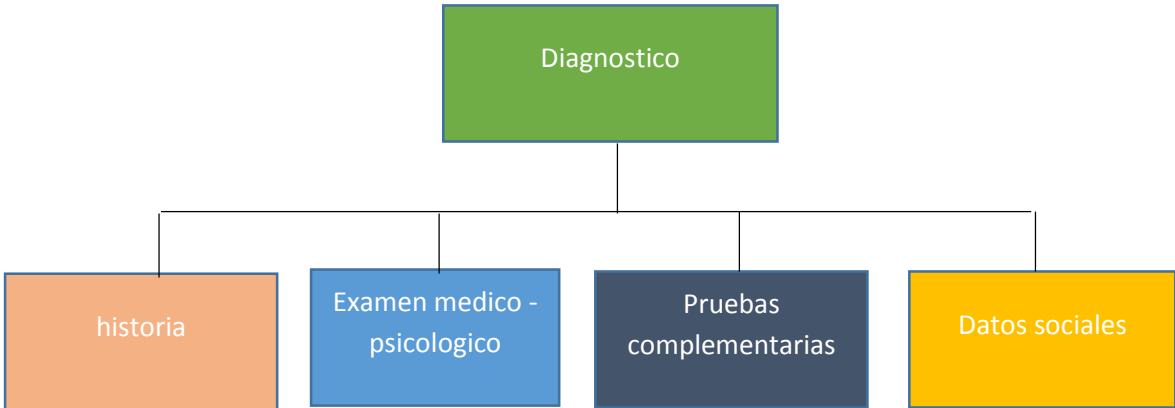 Diagnostico
historia
Examen medico -
psicologico
Pruebas
complementarias
Datos sociales